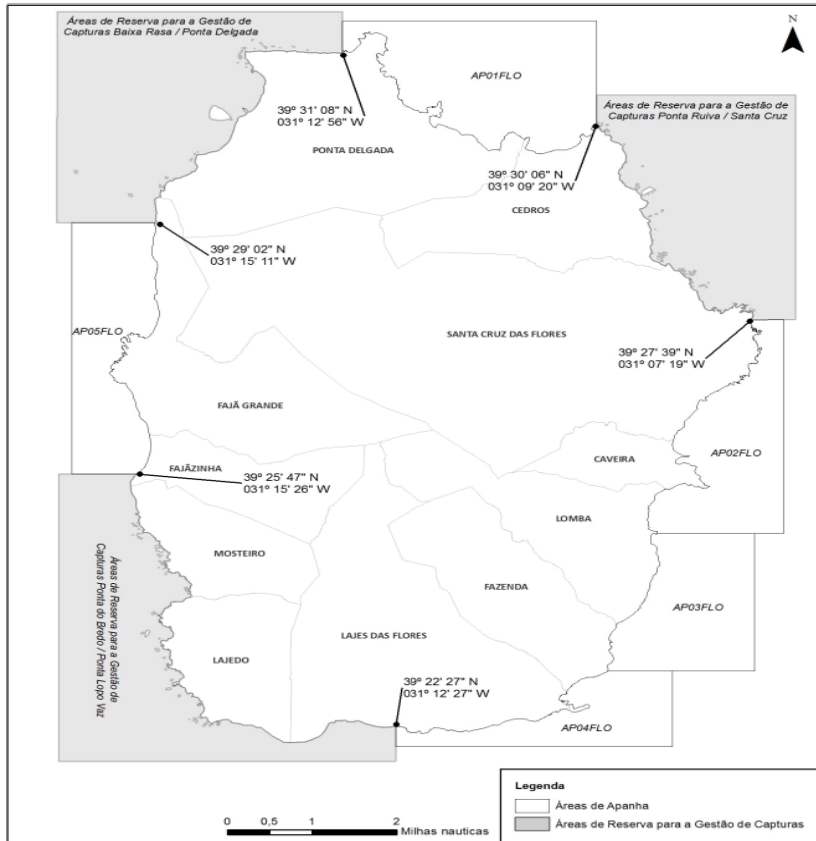 Áreas de Reserva para a Gestão de
Capturas Baixa Rasa / Ponta Delgada
N
AP01FLO
Áreas de Reserva para a Gestão de
Capturas Ponta Ruiva / Santa Cruz
39º 31' 08" N
031º 12' 56" W
PONTA DELGADA
39º 30' 06" N
031º 09' 20" W
CEDROS
39º 29' 02" N
031º 15' 11" W
AP05FLO
SANTA CRUZ DAS FLORES
39º 27' 39" N
031º 07' 19" W
FAJÃ GRANDE
FAJÃZINHA
CAVEIRA
AP02FLO
39º 25' 47" N
031º 15' 26" W
LOMBA
MOSTEIRO
Áreas de Reserva para a Gestão de
Capturas Ponta do Bredo / Ponta Lopo Vaz
FAZENDA
AP03FLO
LAJES DAS FLORES
LAJEDO
39º 22' 27" N
031º 12' 27" W
AP04FLO
Legenda
Áreas de Apanha
Áreas de Reserva para a Gestão de Capturas
0 0,5 1 2
Milhas nauticas